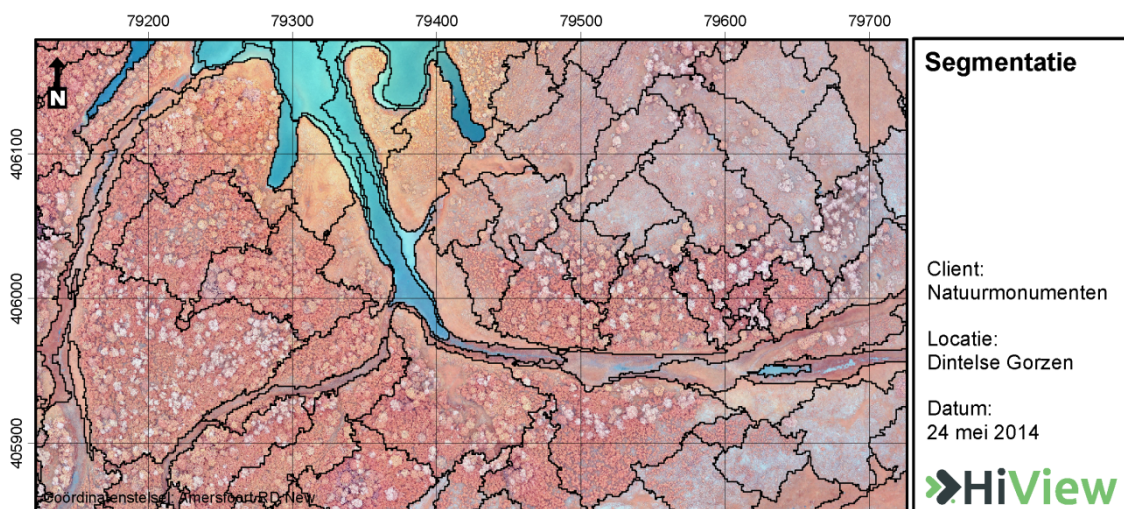 79200 79300 79400 79500 79600 79700
406100
406000
405900
N
Coördinatenstelsel: Amersfoort RD New
Segmentatie
Client:
Natuurmonumenten
Locatie:
Dintelse Gorzen
Datum:
24 mei 2014
HiView